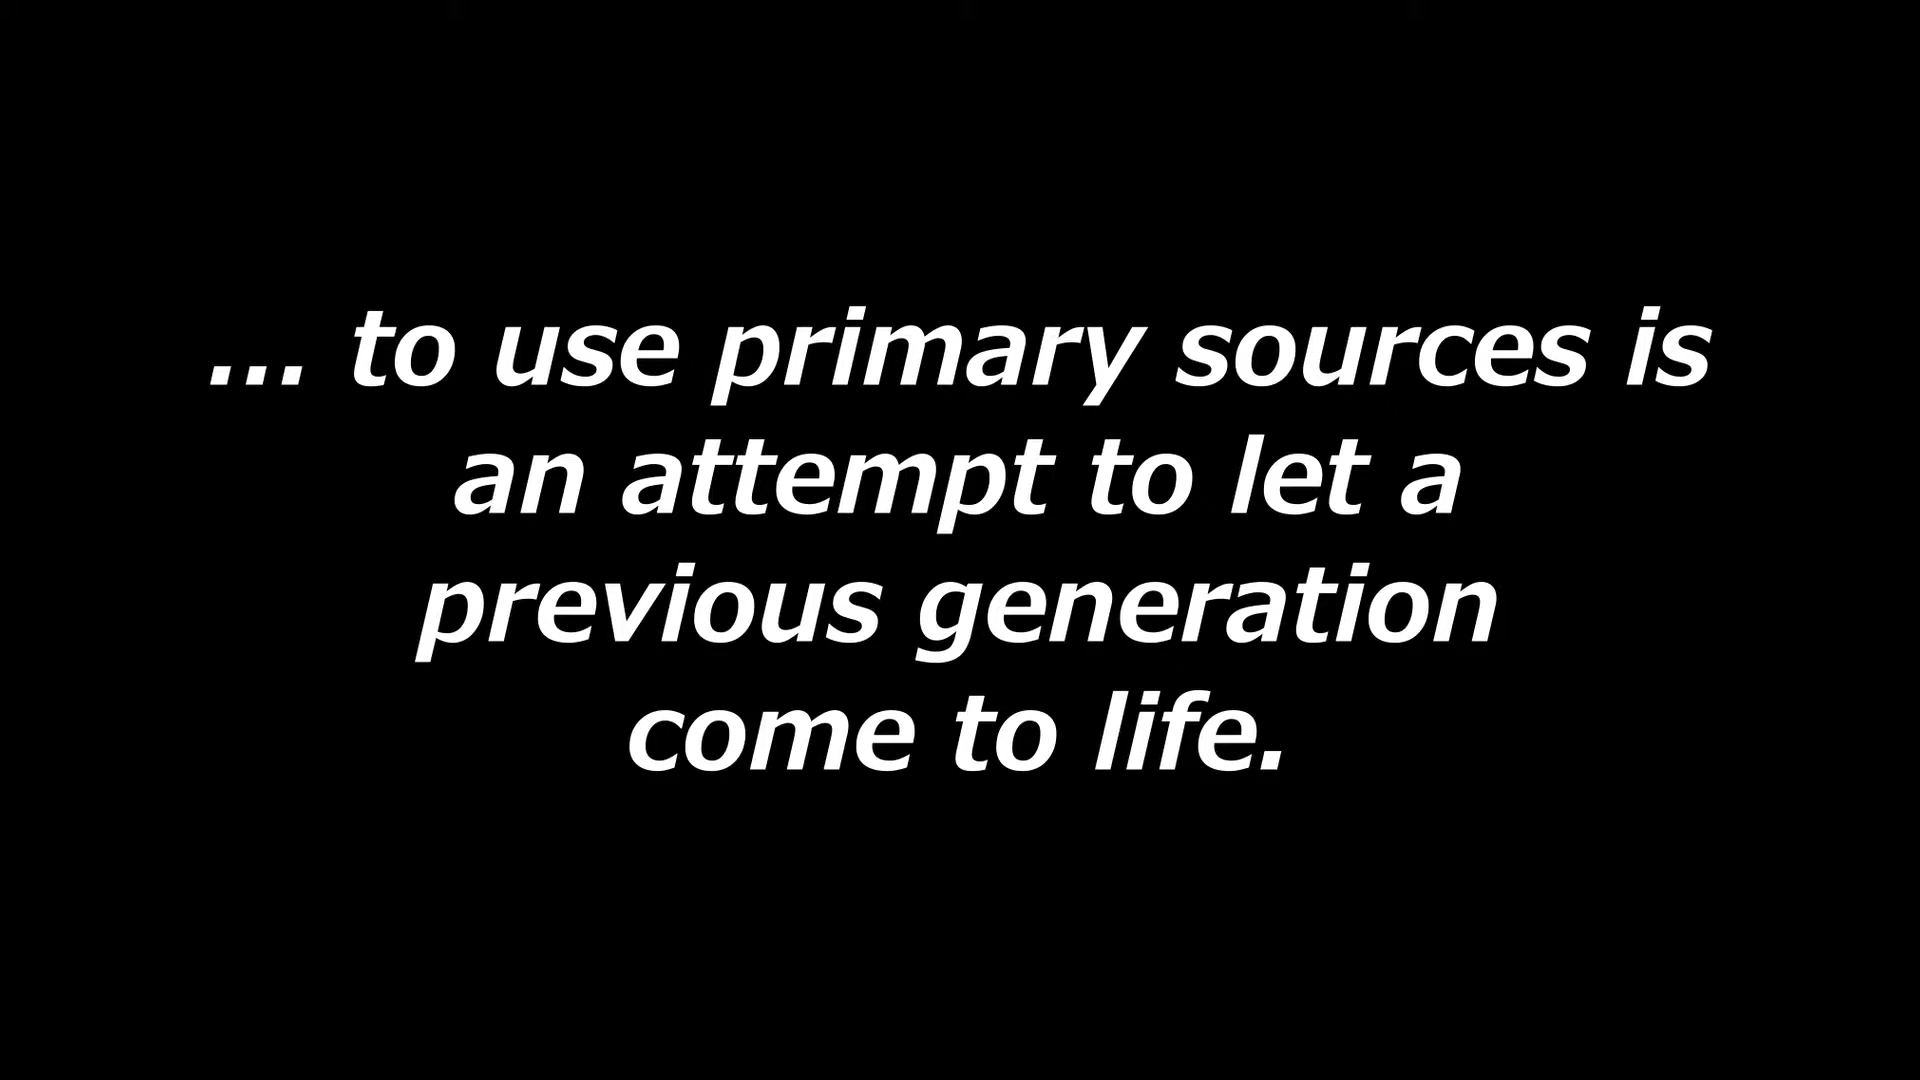 ... to use primary sources is
an attempt to let a
previous generation
come to life.